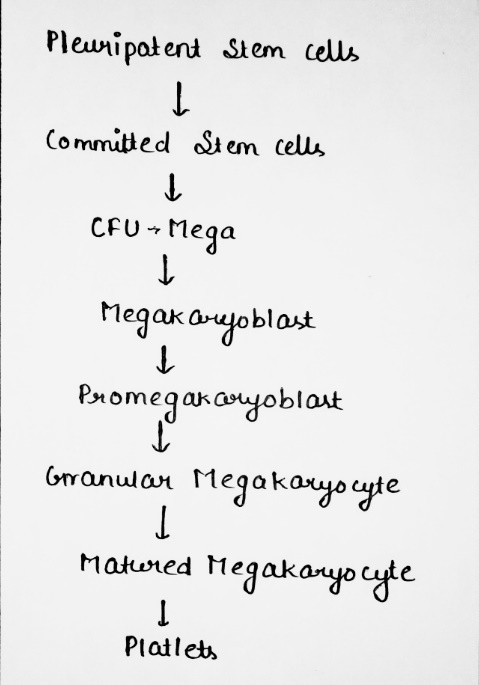 Pleuripotent Stem cells
↓
Committed Stem cells
↓
CFU → Mega
↓
Megakaryoblast
↓
Promegakaryoblast
↓
Granular Megakaryocyte
↓
Matured Megakaryocyte
↓
Platlets